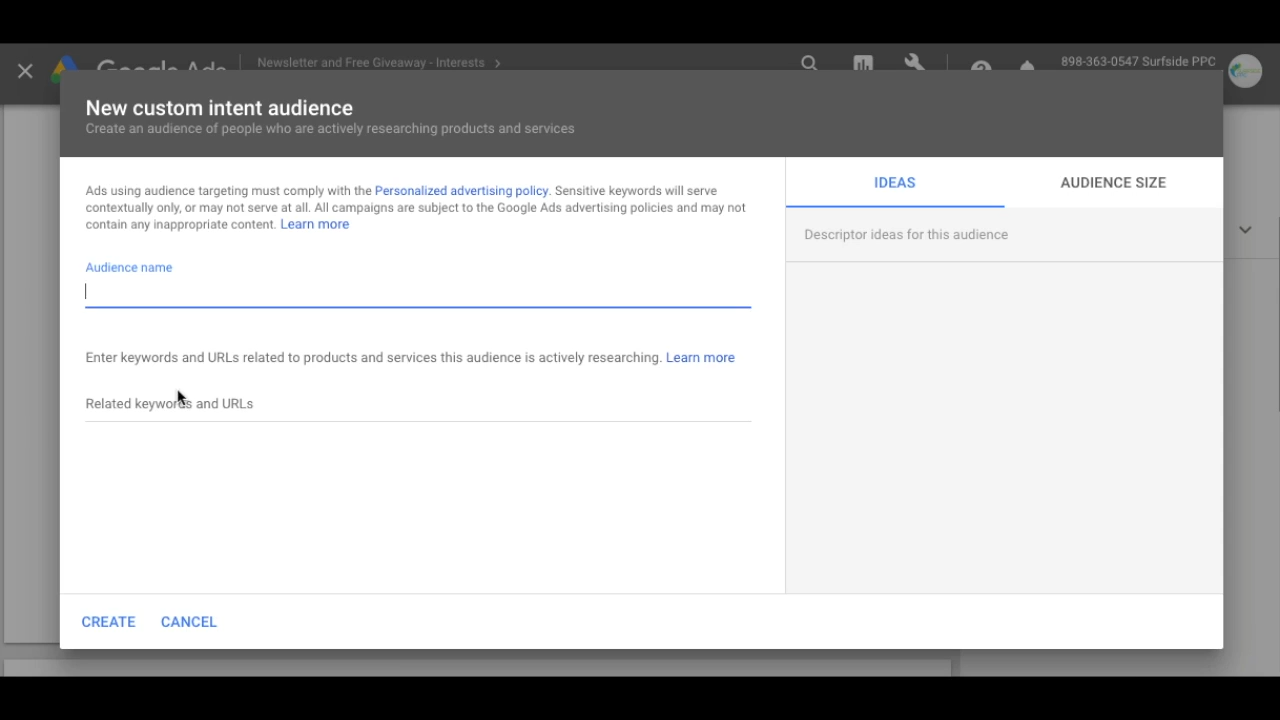 Google Ads
Newsletter and Free Giveaway - Interests
898-363-0547 Surfside PPC
New custom intent audience
Create an audience of people who are actively researching products and services
Ads using audience targeting must comply with the Personalized advertising policy. Sensitive keywords will serve
contextually only, or may not serve at all. All campaigns are subject to the Google Ads advertising policies and may not
contain any inappropriate content. Learn more
Audience name
Enter keywords and URLs related to products and services this audience is actively researching. Learn more
Related keywords and URLs
CREATE CANCEL
IDEAS AUDIENCE SIZE
Descriptor ideas for this audience